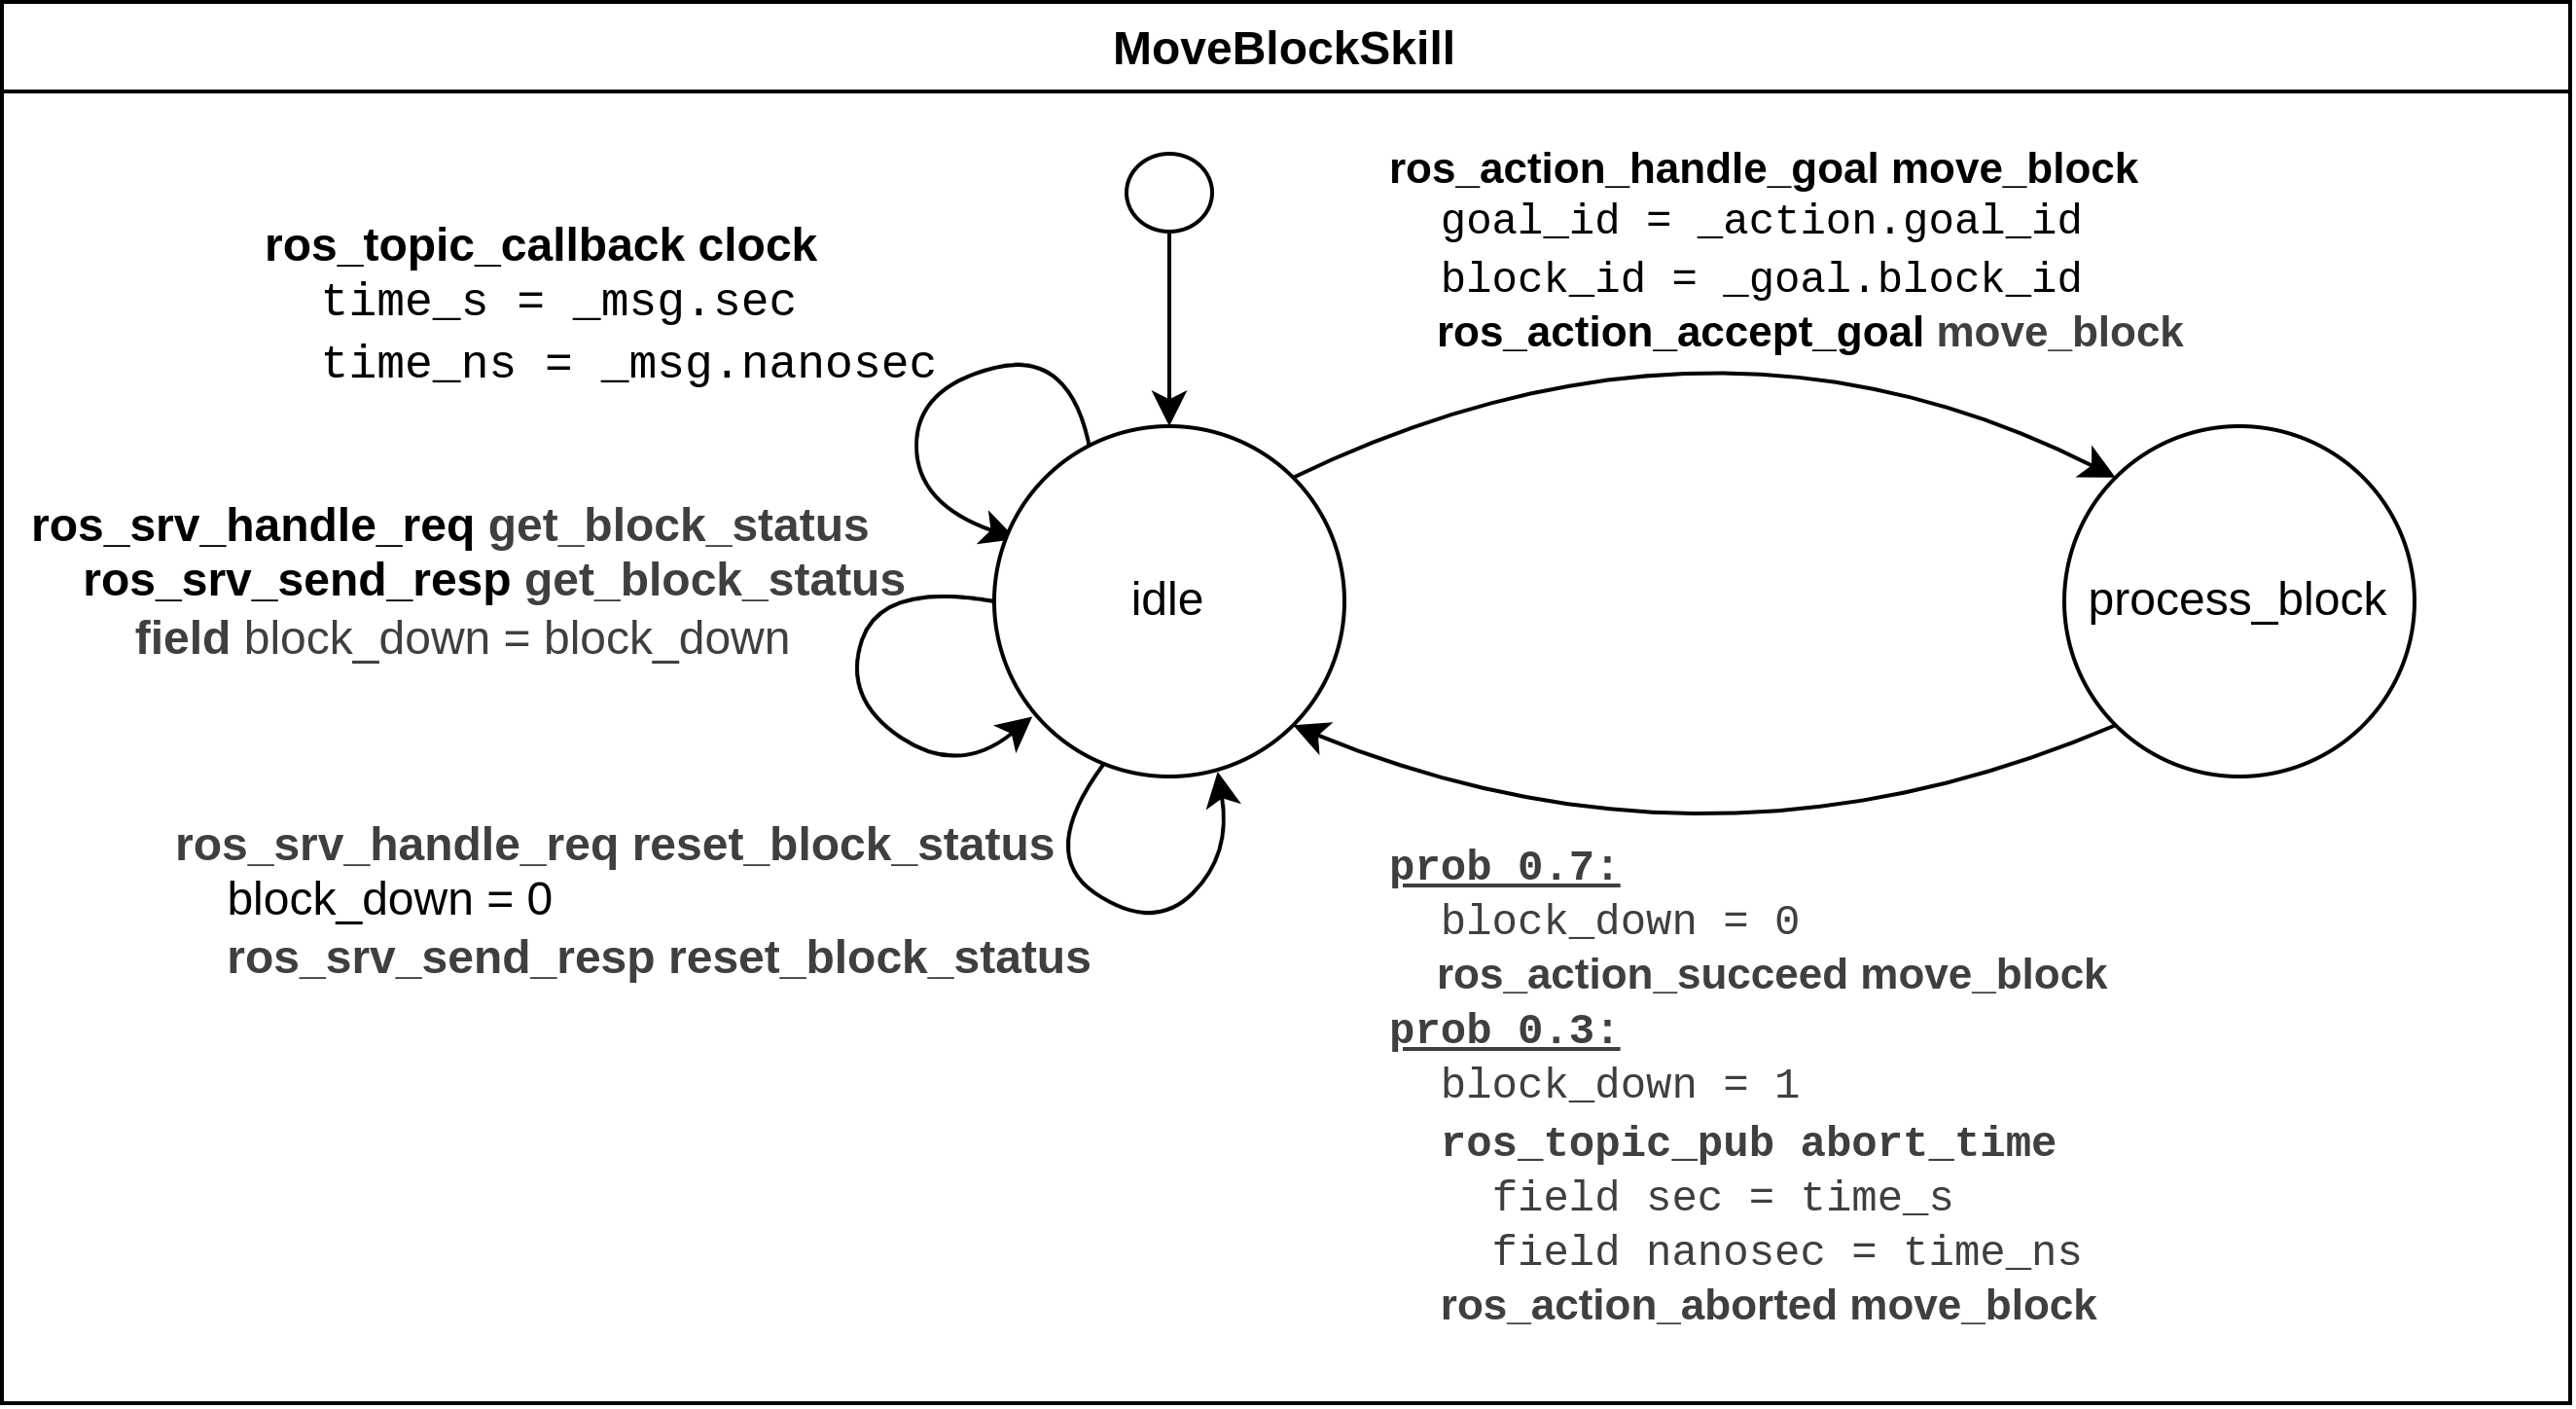 MoveBlockSkill
ros_topic_callback clock
time_s = _msg.sec
time_ns = _msg.nanosec
ros_action_handle_goal move_block
goal_id = _action.goal_id
block_id = _goal.block_id
ros_action_accept_goal move_block
ros_srv_handle_req get_block_status
ros_srv_send_resp get_block_status
field block_down = block_down
idle
process_block
ros_srv_handle_req reset_block_status
block_down = 0
ros_srv_send_resp reset_block_status
prob 0.7:
block_down = 0
ros_action_succeed move_block
prob 0.3:
block_down = 1
ros_topic_pub abort_time
field sec = time_s
field nanosec = time_ns
ros_action_aborted move_block